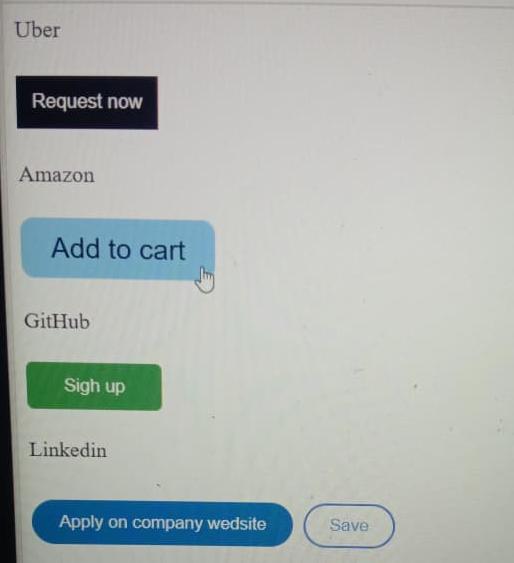 Uber
Request now
Amazon
Add to cart
GitHub
Sigh up
Linkedin
Apply on company wedsite
Save